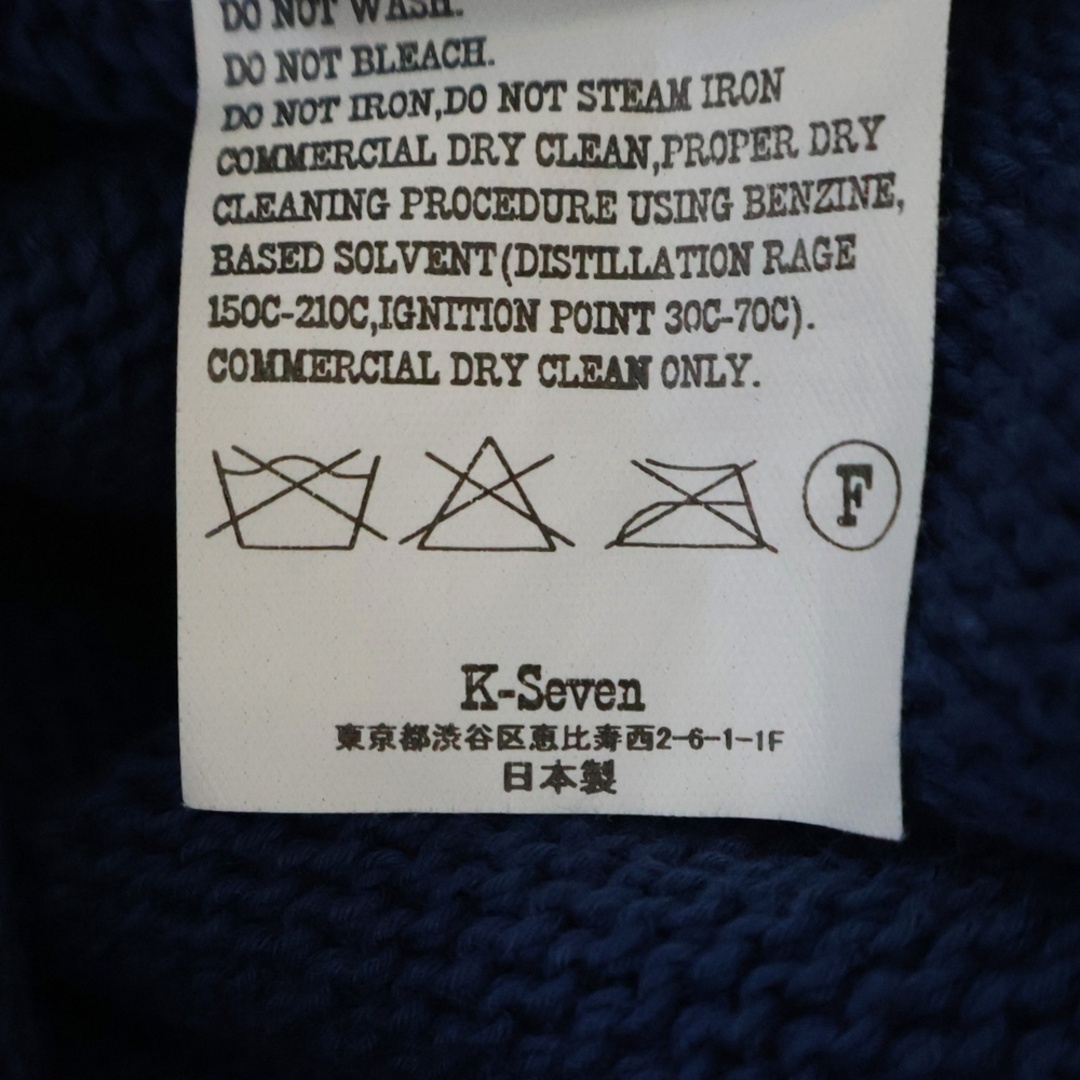 DO NOT WASH.
DO NOT BLEACH.
DO NOT IRON,DO NOT STEAM IRON
COMMERCIAL DRY CLEAN,PROPER DRY
CLEANING PROCEDURE USING BENZINE,
BASED SOLVENT(DISTILLATION RAGE
150C-210C,IGNITION POINT 30C-70C).
COMMERCIAL DRY CLEAN ONLY.
F
K-Seven
東京都渋谷区恵比寿西2-6-1-1F
日本製